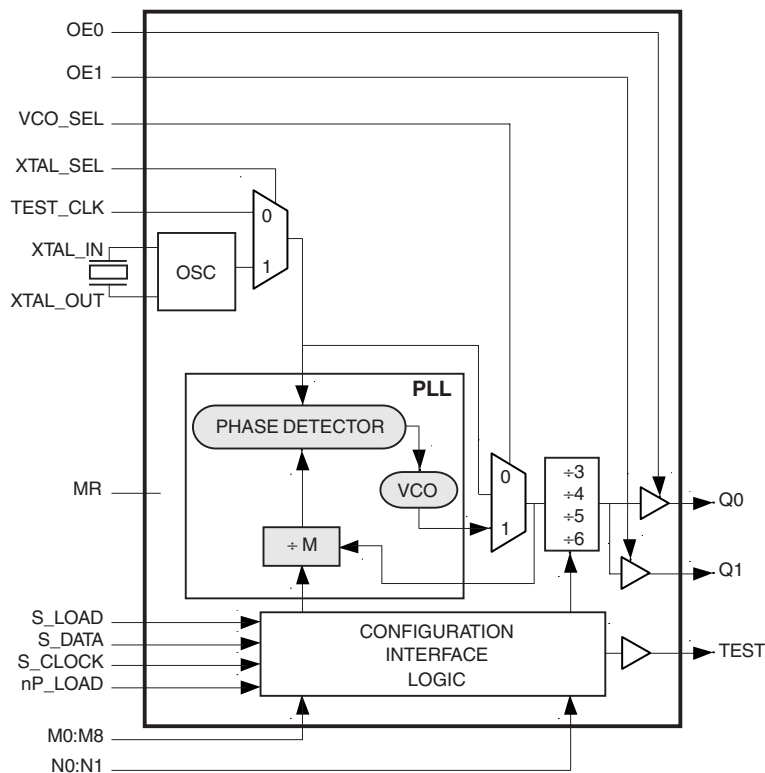 OE0
OE1
VCO_SEL
XTAL_SEL
TEST_CLK
0
XTAL_IN
OSC
1
XTAL_OUT
PLL
PHASE DETECTOR
VCO
0
1
÷3
÷4
÷5
÷6
MR
Q0
÷ M
Q1
S_LOAD
S_DATA
S_CLOCK
nP_LOAD
CONFIGURATION
INTERFACE
LOGIC
TEST
M0:M8
N0:N1